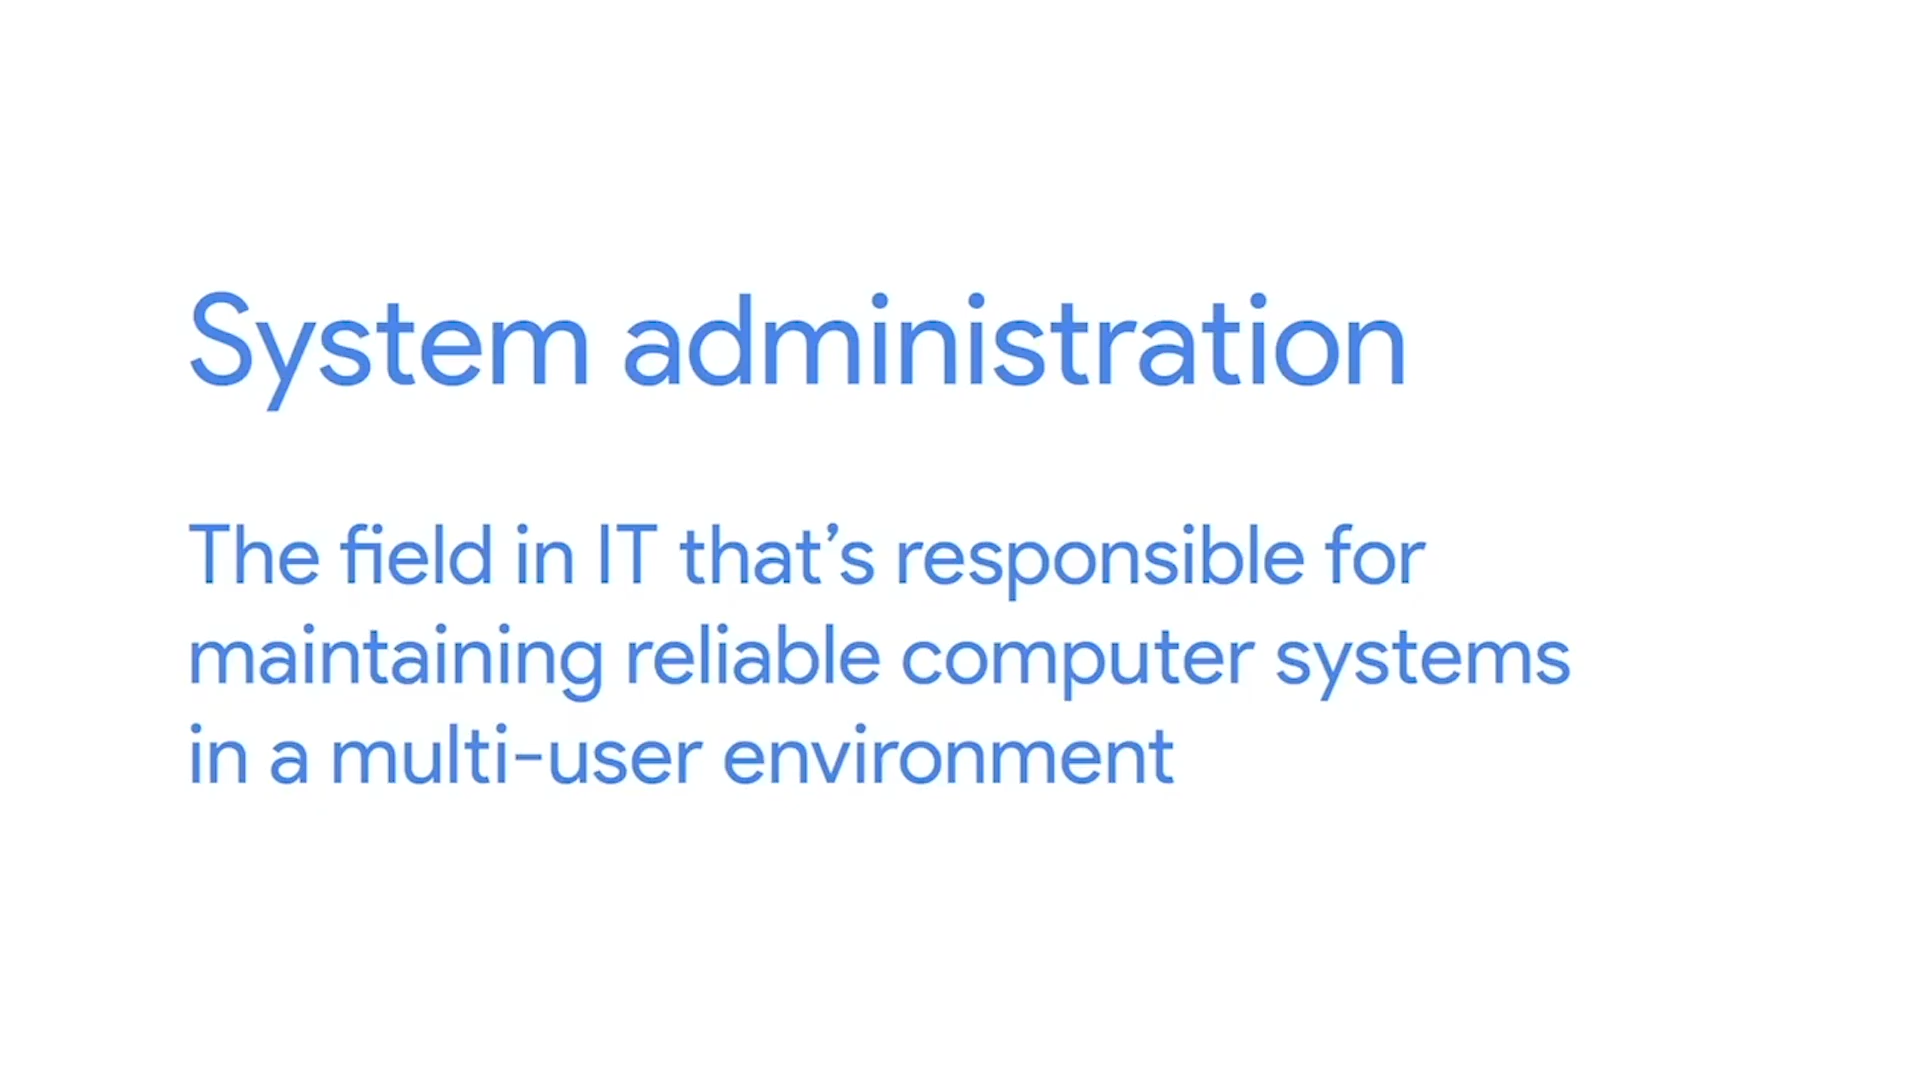 System administration
The field in IT that’s responsible for
maintaining reliable computer systems
in a multi-user environment